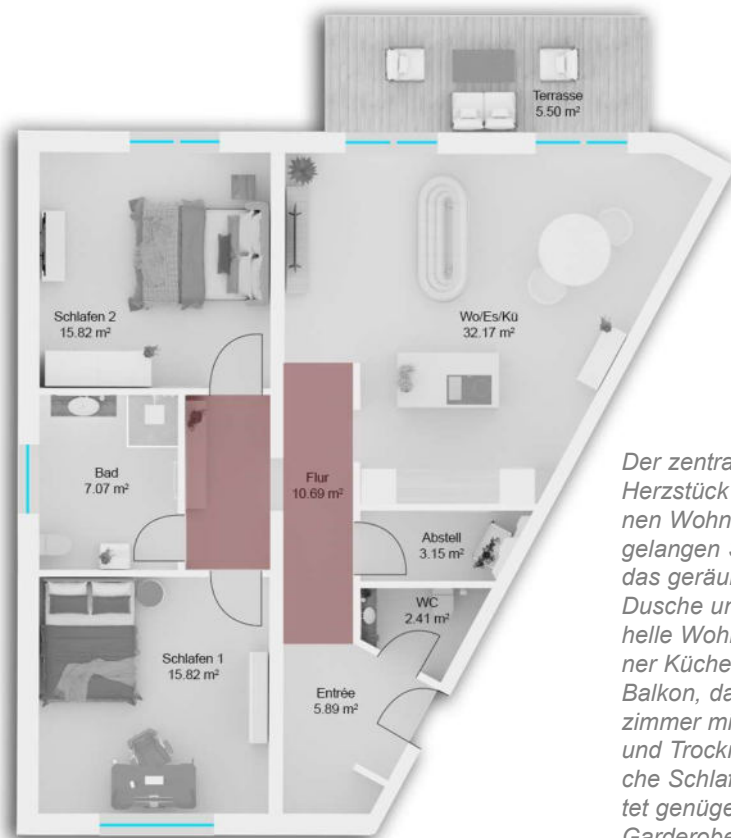 Terrasse
5.50 m²
Schlafen 2
15.82 m²
Wo/Es/Kü
32.17 m²
Bad
7.07 m²
Flur
10.69 m²
Abstell
3.15 m²
WC
2.41 m²
Schlafen 1
15.82 m²
Entrée
5.89 m²
Der zentra
Herzstück
nen Wohn
gelangen
das geräu
Dusche un
helle Wohn
ner Küche
Balkon, da
zimmer mi
und Trock
che Schlaf
tet genüge
Garderobe